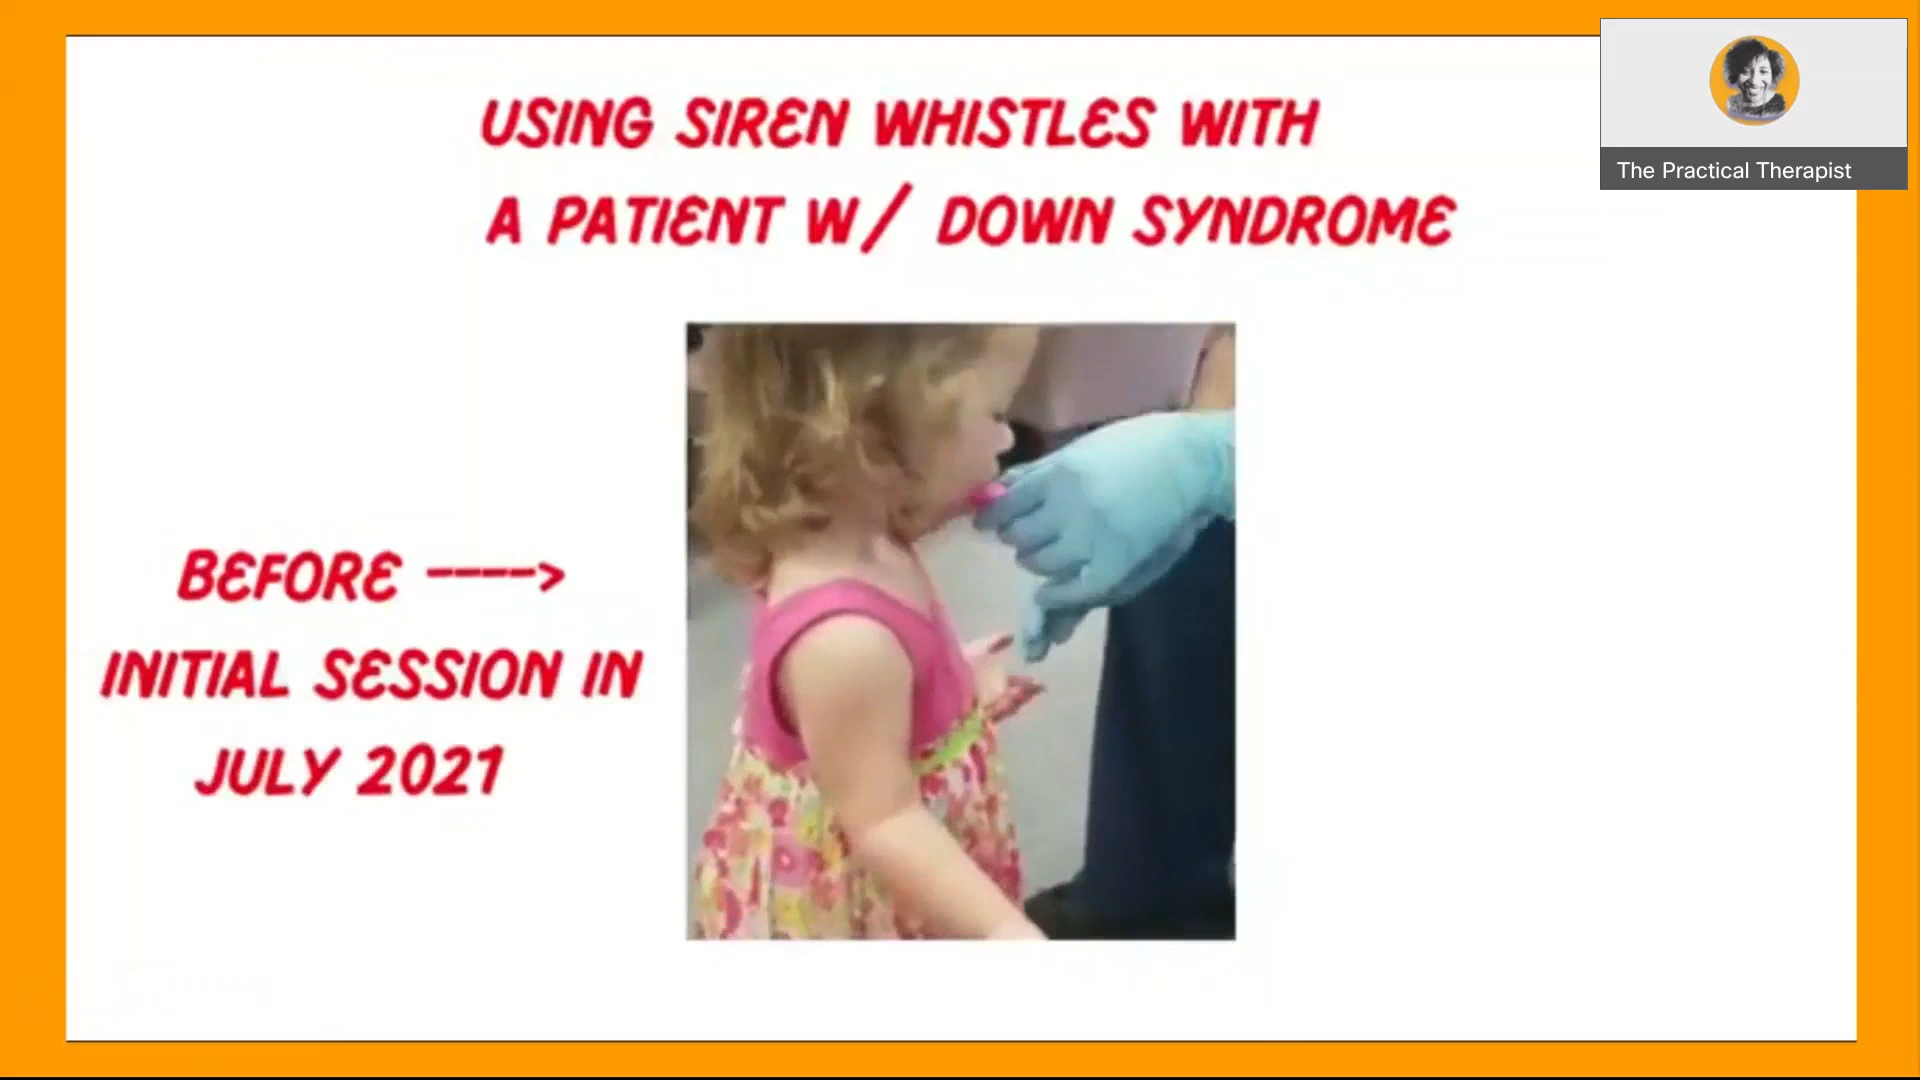 USING SIREN WHISTLES WITH
A PATIENT W/ DOWN SYNDROME
The Practical Therapist
BEFORE ---->
INITIAL SESSION IN
JULY 2021